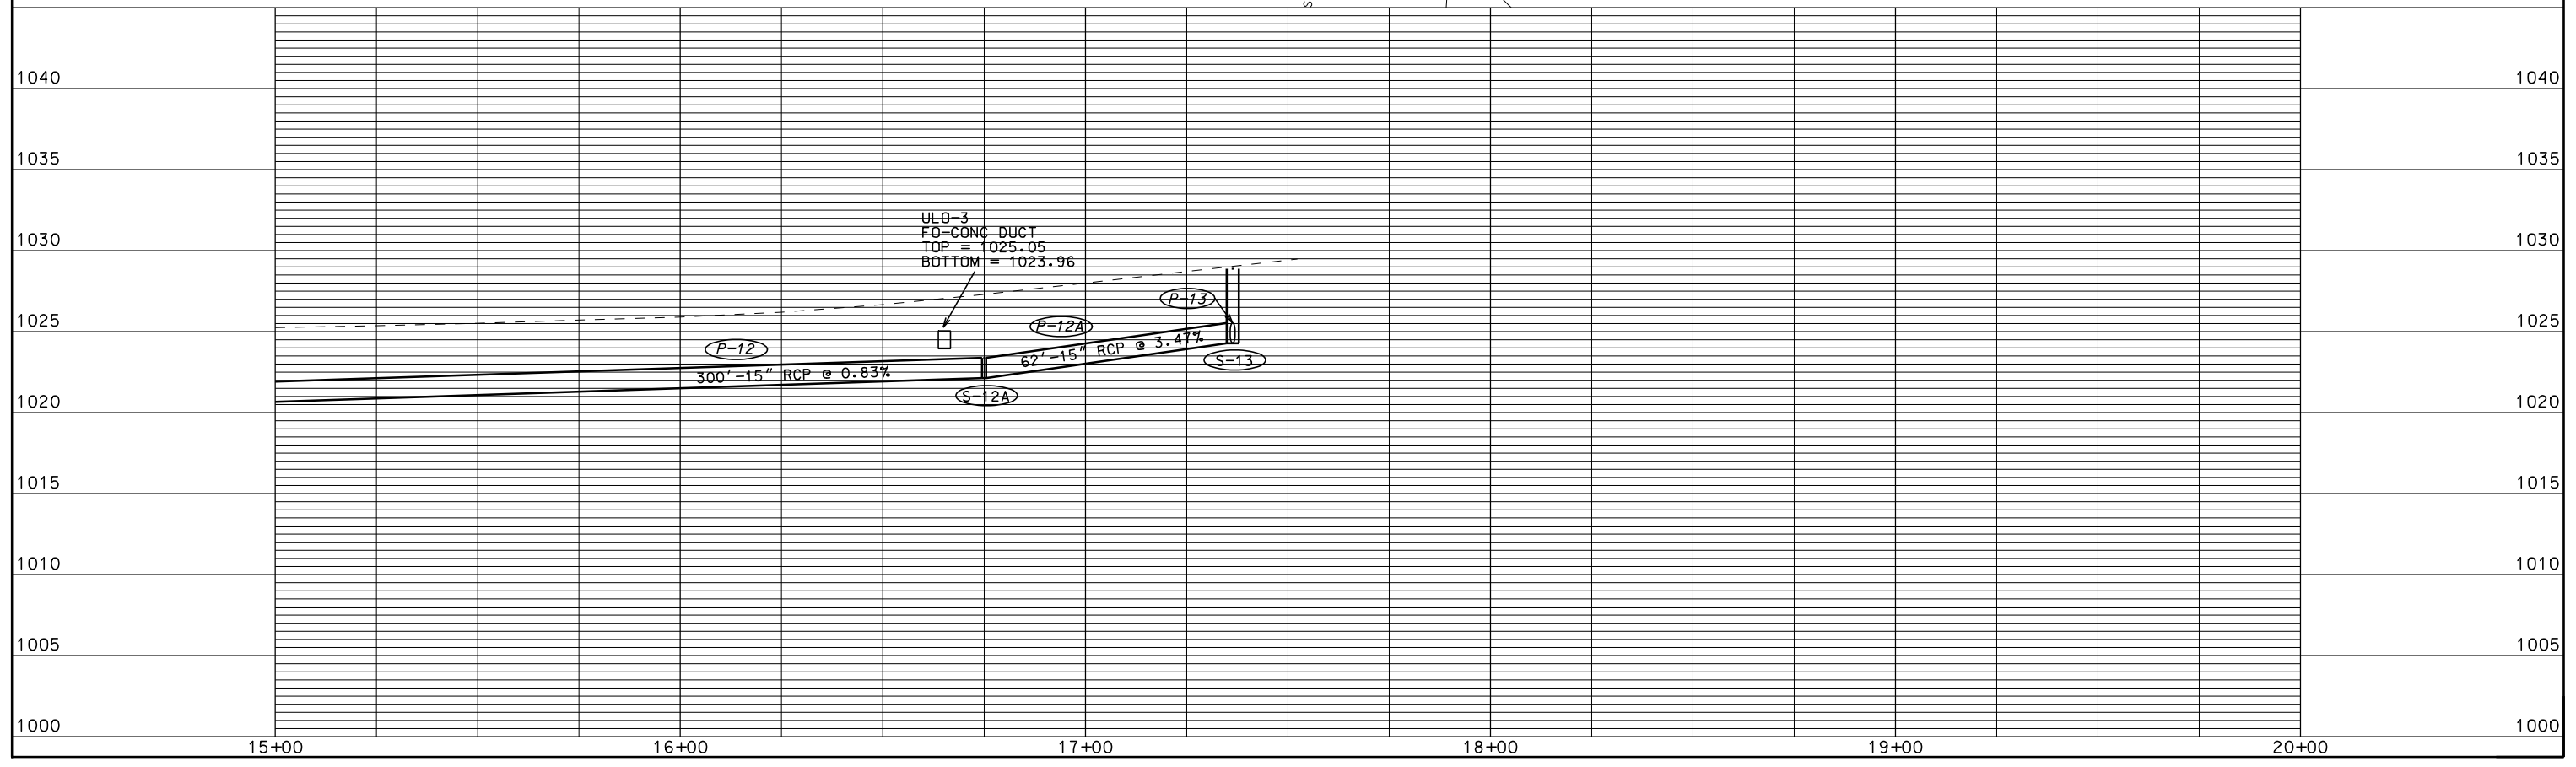 S
1040
1040
1035
1035
ULO-3
FO-CONC DUCT
TOP = 1025.05
BOTTOM = 1023.96
1030
1030
P-13
1025
P-12A
1025
P-12
62'-15" RCP @ 3.47%
S-13
300'-15" RCP @ 0.83%
S-12A
1020
1020
1015
1015
1010
1010
1005
1005
1000
1000
15+00
16+00
17+00
18+00
19+00
20+00